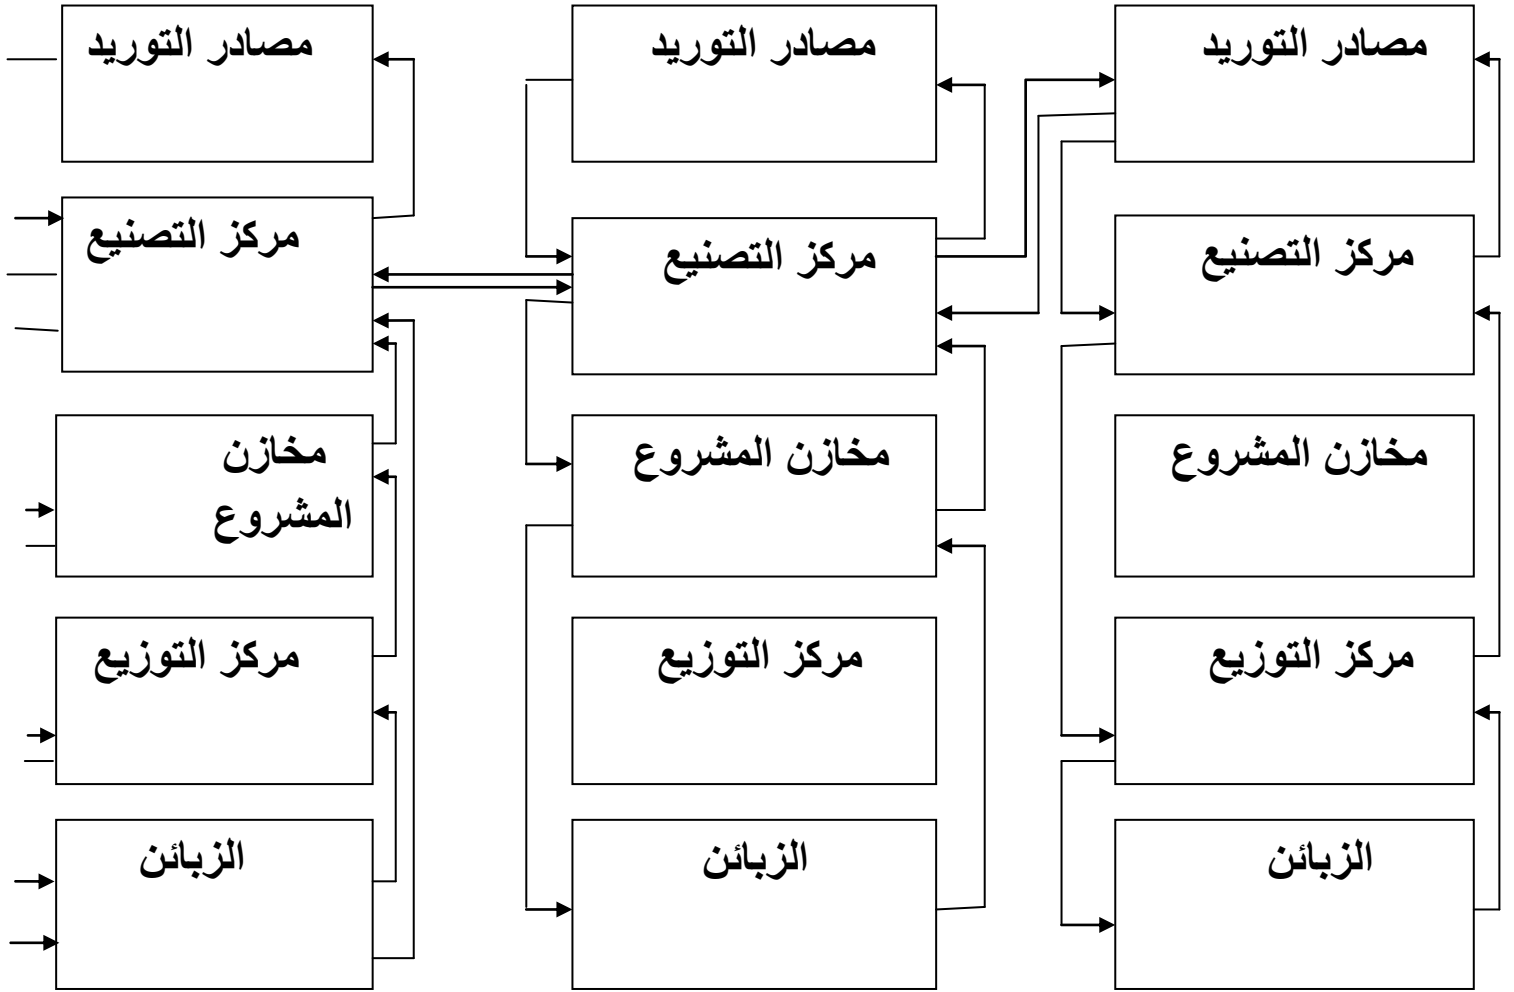 مصادر التوريد
مصادر التوريد
مصادر التوريد
مركز التصنيع
مركز التصنيع
مركز التصنيع
مخازن المشروع
مخازن المشروع
مخازن
المشروع
مركز التوزيع
مركز التوزيع
مركز التوزيع
الزبائن
الزبائن
الزبائن